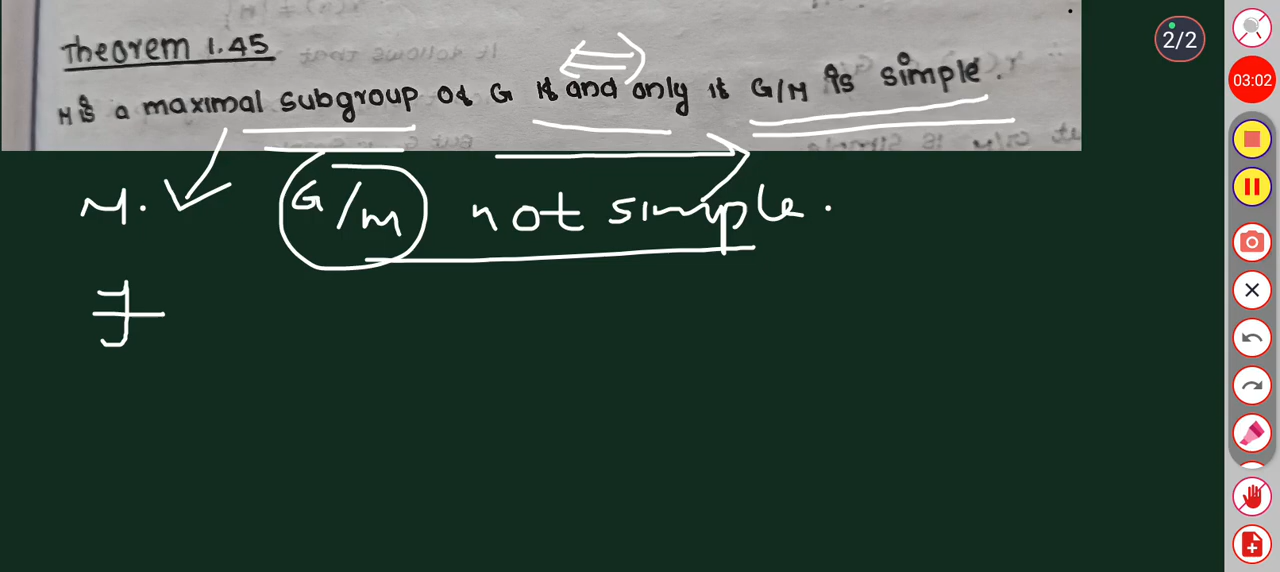 2/2
03:02
Theorem 1.45
M is a maximal subgroup of G if and only if G/M is simple.
M. G/M not simple.